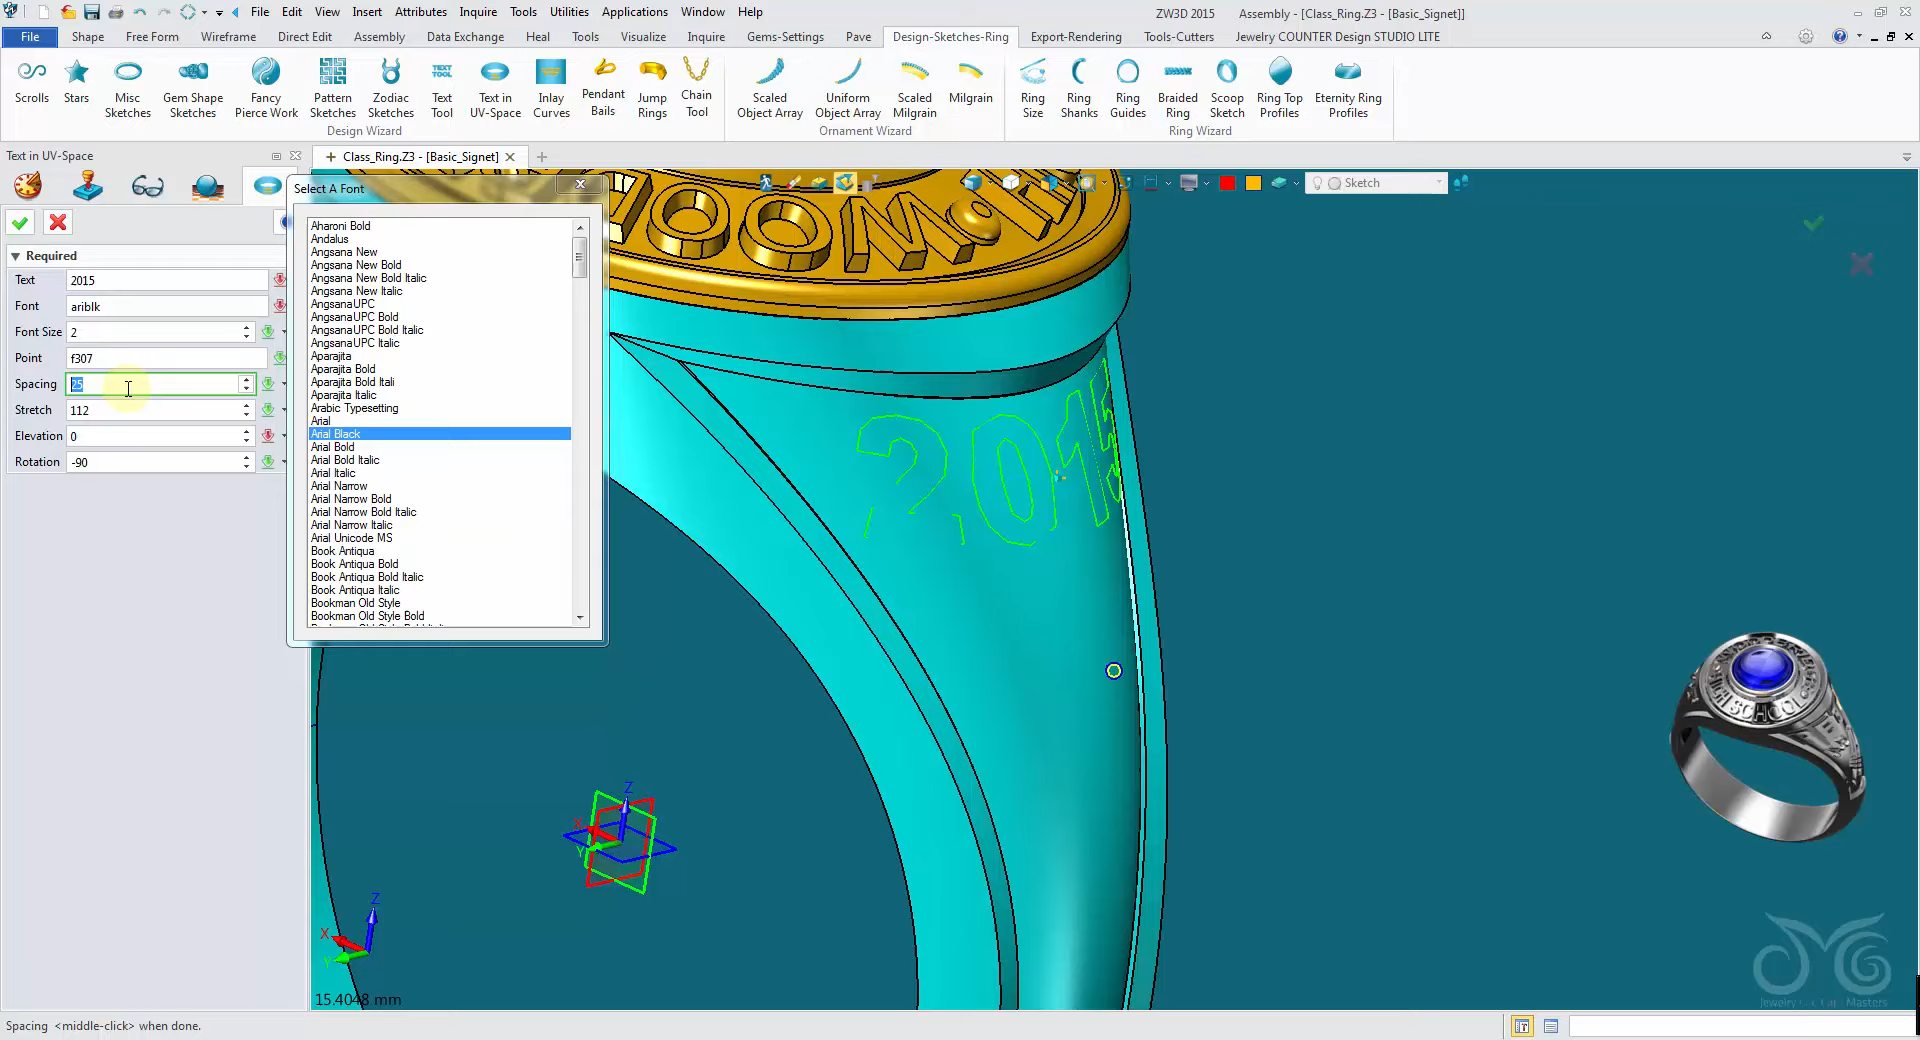 File Edit View Insert Attributes Inquire Tools Utilities Applications Window Help
ZW3D 2015 Assembly - [Class_Ring.Z3 - [Basic_Signet]]
File Shape Free Form Wireframe Direct Edit Assembly Data Exchange Heal Tools Visualize Inquire Gems-Settings Pave Design-Sketches-Ring Export-Rendering Tools-Cutters Jewelry COUNTER Design STUDIO LITE
TEXT TOOL
Scrolls Stars Misc Sketches Gem Shape Sketches Fancy Pierce Work Pattern Sketches Zodiac Sketches Text Tool Text in UV-Space Inlay Curves Pendant Bails Jump Rings Chain Tool Scaled Object Array Uniform Object Array Scaled Milgrain Milgrain Ring Size Ring Shanks Ring Guides Braided Ring Scoop Sketch Ring Top Profiles Eternity Ring Profiles
Design Wizard Ornament Wizard Ring Wizard
Text in UV-Space
Class_Ring.Z3 - [Basic_Signet]
Required
Text 2015
Font ariblk
Font Size 2
Point f307
Spacing 25
Stretch 112
Elevation 0
Rotation -90
Select A Font
Aharoni Bold
Andalus
Angsana New
Angsana New Bold
Angsana New Bold Italic
Angsana New Italic
AngsanaUPC
AngsanaUPC Bold
AngsanaUPC Bold Italic
AngsanaUPC Italic
Aparajita
Aparajita Bold
Aparajita Bold Itali
Aparajita Italic
Arabic Typesetting
Arial
Arial Black
Arial Bold
Arial Bold Italic
Arial Italic
Arial Narrow
Arial Narrow Bold
Arial Narrow Bold Italic
Arial Narrow Italic
Arial Unicode MS
Book Antiqua
Book Antiqua Bold
Book Antiqua Bold Italic
Book Antiqua Italic
Bookman Old Style
Bookman Old Style Bold
Sketch
2015
Z
X
Y
Z
X
Y
15.4048 mm
SCHOOL
Spacing <middle-click> when done.